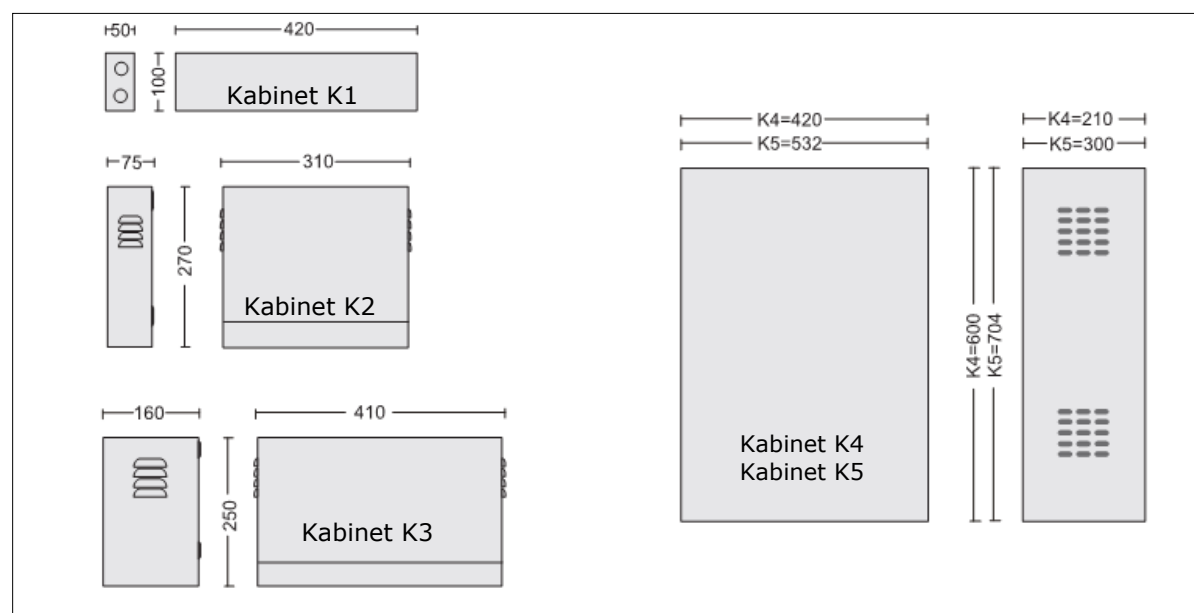 50
420
100
Kabinet K1
75
310
270
Kabinet K2
160
410
250
Kabinet K3
K4=420
K5=532
K4=210
K5=300
K4=600
K5=704
Kabinet K4
Kabinet K5